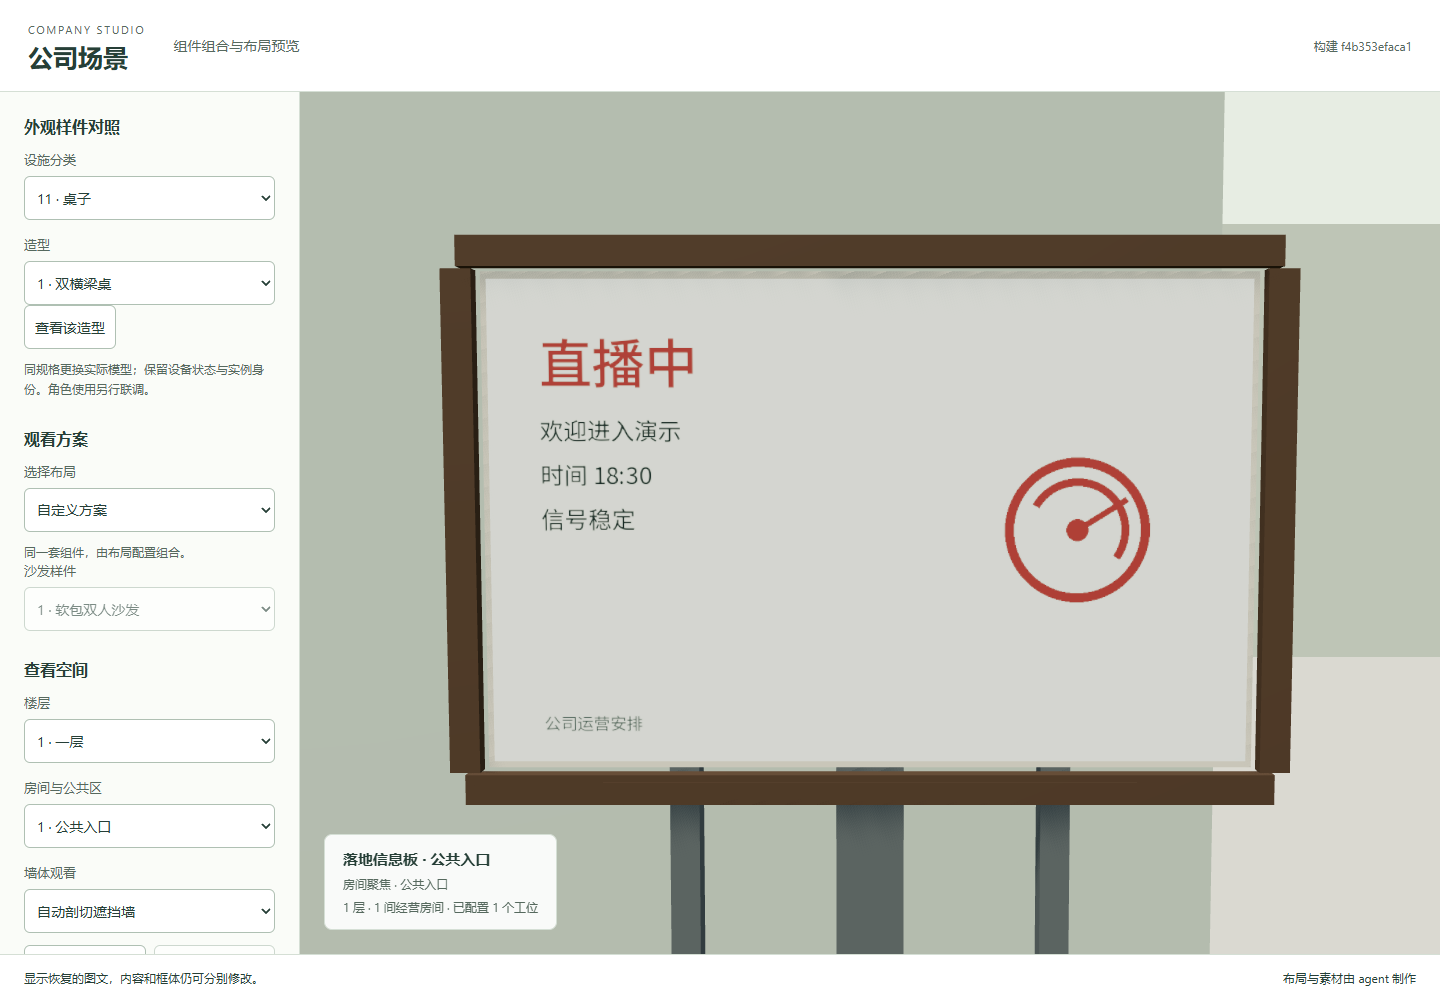 COMPANY STUDIO
公司场景
组件组合与布局预览
构建 f4b353efaca1
外观样件对照
设施分类
11 · 桌子
造型
1 · 双横梁桌
查看该造型
同规格更换实际模型；保留设备状态与实例身
份。角色使用另行联调。
观看方案
选择布局
自定义方案
同一套组件，由布局配置组合。
沙发样件
1 · 软包双人沙发
查看空间
楼层
1 · 一层
房间与公共区
1 · 公共入口
墙体观看
自动剖切遮挡墙
直播中
欢迎进入演示
时间 18:30
信号稳定
公司运营安排
落地信息板 · 公共入口
房间聚焦 · 公共入口
1 层 · 1 间经营房间 · 已配置 1 个工位
显示恢复的图文，内容和框体仍可分别修改。
布局与素材由 agent 制作